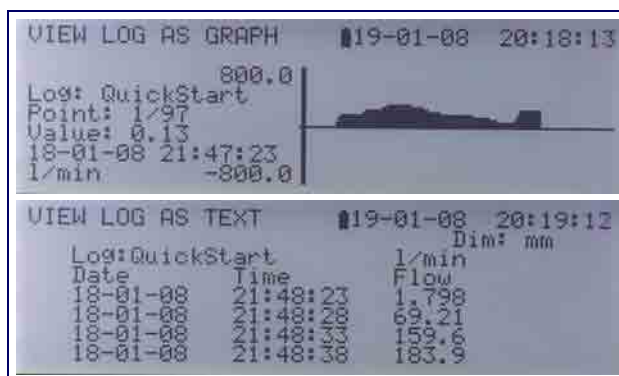 VIEW LOG AS GRAPH 19-01-08 20:18:13
800.0
Log: QuickStart
Point: 1/97
Value: 0.13
18-01-08 21:47:23
l/min -800.0
VIEW LOG AS TEXT 19-01-08 20:19:12
Dim: mm
Log:QuickStart l/min
Date Time Flow
18-01-08 21:48:23 1.798
18-01-08 21:48:28 69.21
18-01-08 21:48:33 159.6
18-01-08 21:48:38 183.9